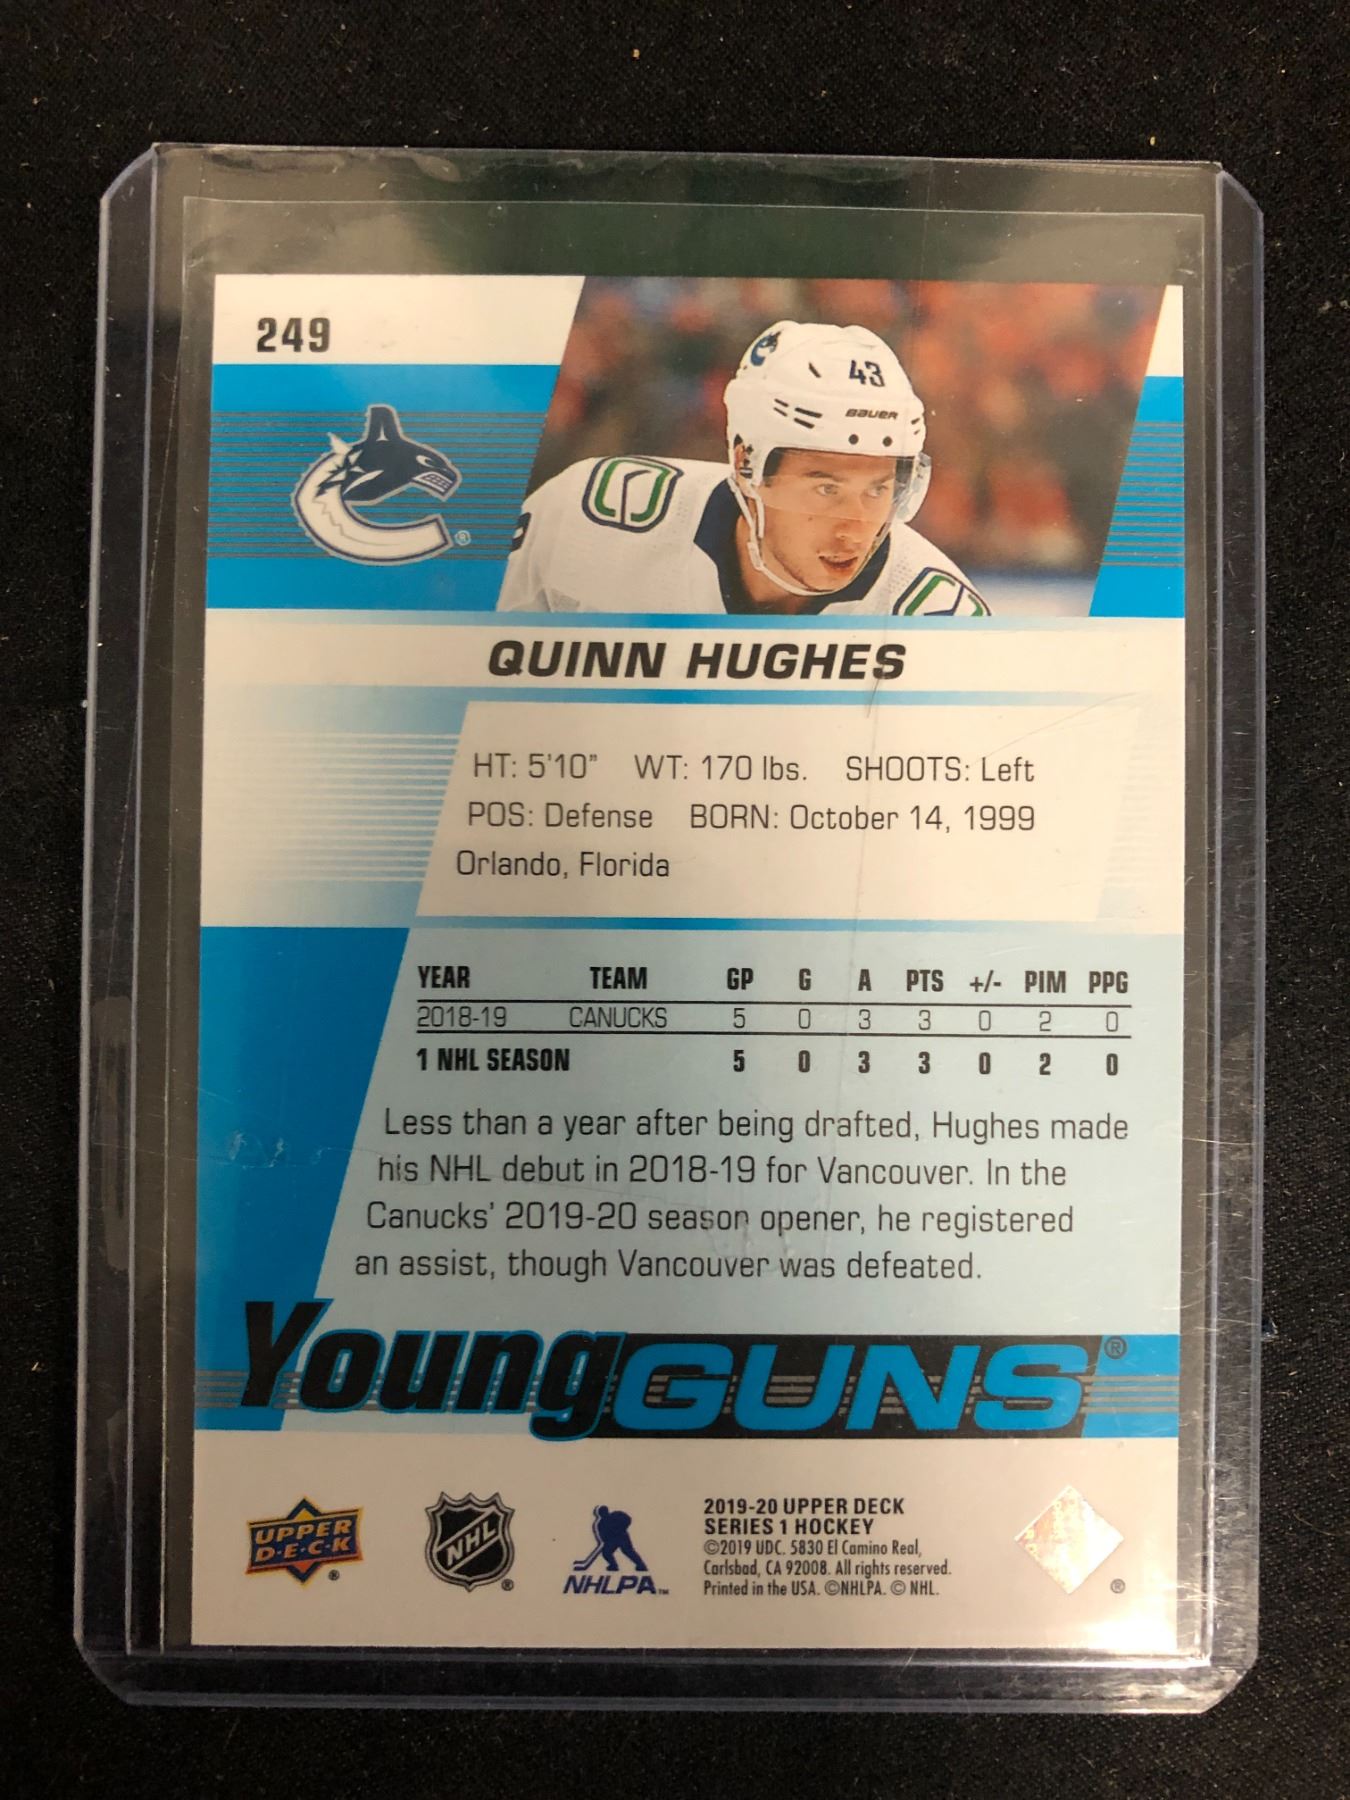 249
43
BAUER
®
QUINN HUGHES
HT: 5'10" WT: 170 lbs. SHOOTS: Left
POS: Defense BORN: October 14, 1999
Orlando, Florida
YEAR TEAM GP G A PTS +/- PIM PPG
2018-19 CANUCKS 5 0 3 3 0 2 0
1 NHL SEASON 5 0 3 3 0 2 0
Less than a year after being drafted, Hughes made
his NHL debut in 2018-19 for Vancouver. In the
Canucks' 2019-20 season opener, he registered
an assist, though Vancouver was defeated.
Young GUNS®
UPPER
D·E·C·K
®
NHL
®
NHLPA™
2019-20 UPPER DECK
SERIES 1 HOCKEY
©2019 UDC. 5830 El Camino Real,
Carlsbad, CA 92008. All rights reserved.
Printed in the USA. ©NHLPA. © NHL.
®